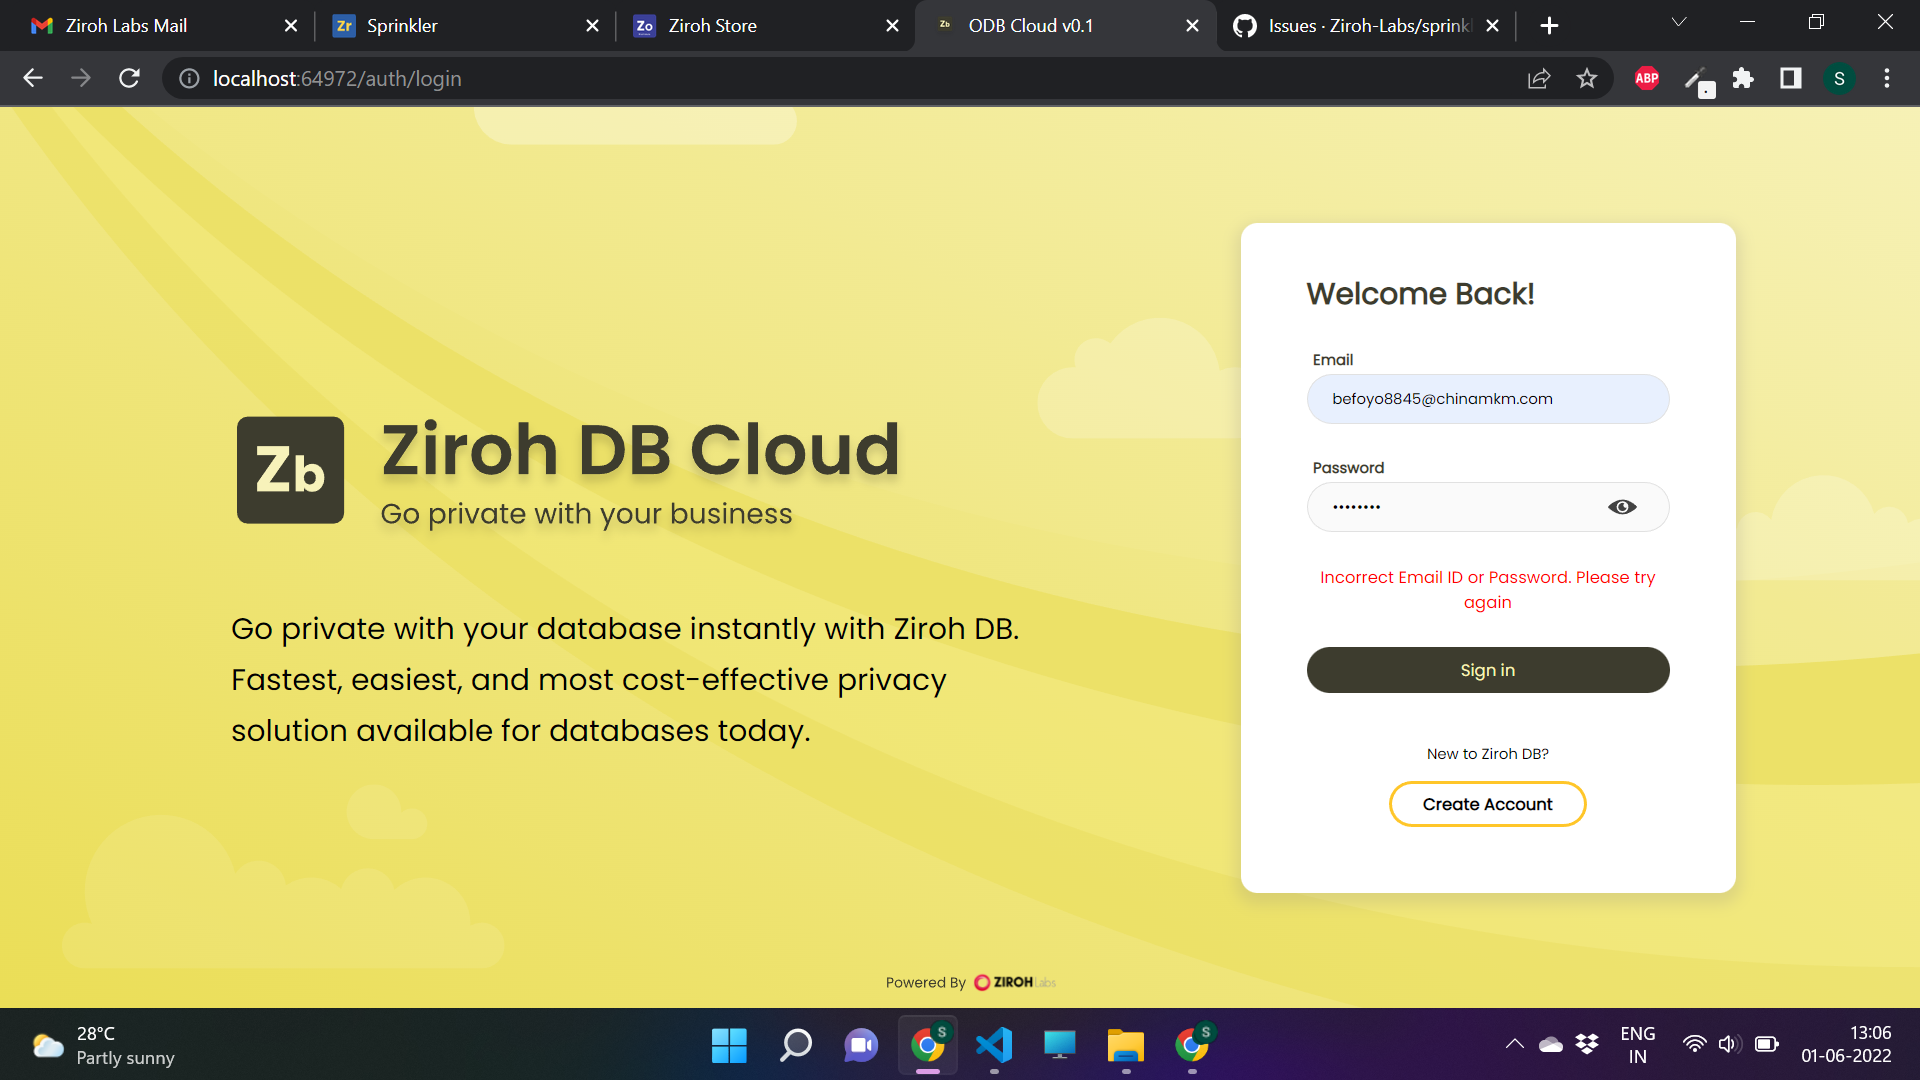 Ziroh Labs Mail
Zr Sprinkler
Zo Ziroh Store
Zb ODB Cloud v0.1
Issues · Ziroh-Labs/sprinkl
localhost:64972/auth/login
ABP
S
Zb
Ziroh DB Cloud
Go private with your business
Go private with your database instantly with Ziroh DB.
Fastest, easiest, and most cost-effective privacy
solution available for databases today.
Welcome Back!
Email
befoyo8845@chinamkm.com
Password
Incorrect Email ID or Password. Please try
again
Sign in
New to Ziroh DB?
Create Account
Powered By ZIROH Labs
28°C
Partly sunny
S
S
ENG
IN
13:06
01-06-2022